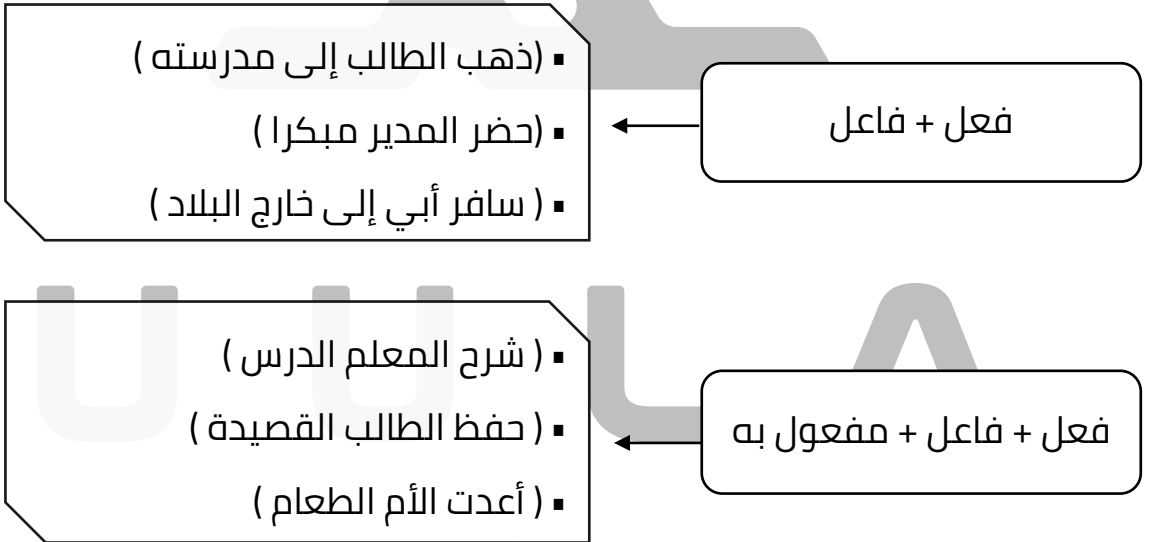 فعل + فاعل
▪ (ذهب الطالب إلى مدرسته )
▪ (حضر المدير مبكرا )
▪ ( سافر أبي إلى خارج البلاد )
فعل + فاعل + مفعول به
▪ ( شرح المعلم الدرس )
▪ ( حفظ الطالب القصيدة )
▪ ( أعدت الأم الطعام )
U U L A